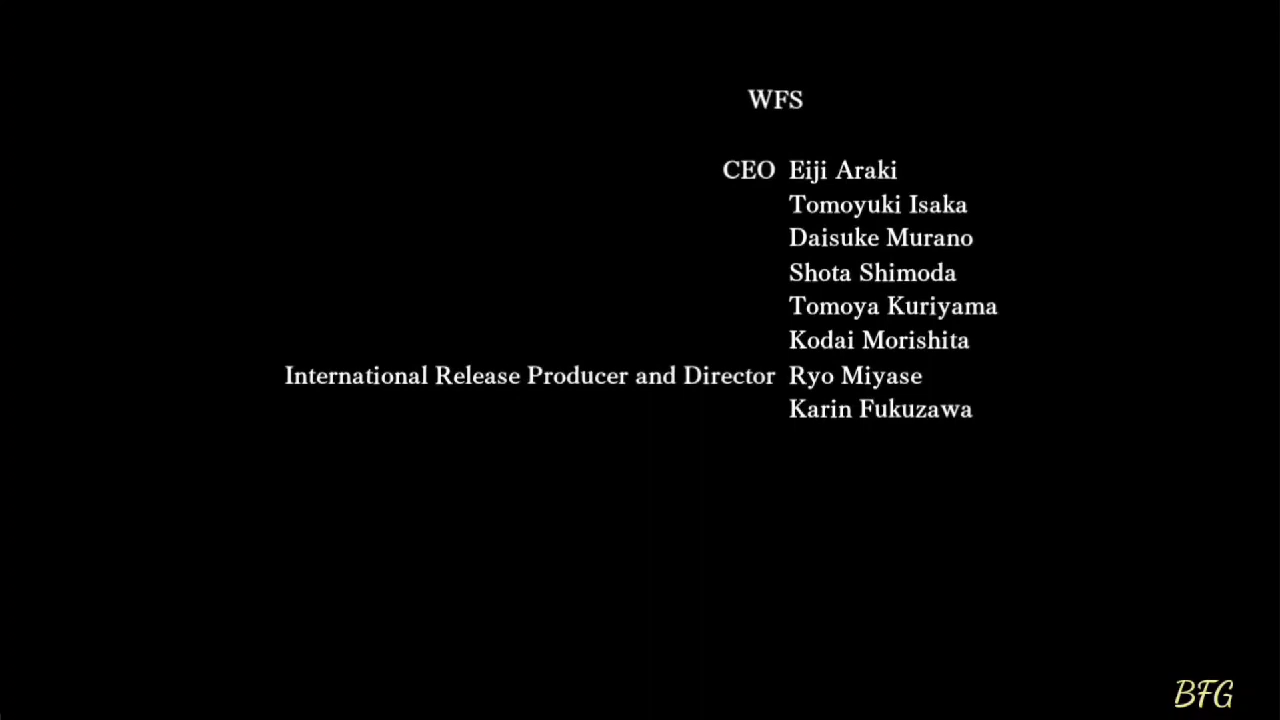 WFS
CEO Eiji Araki
Tomoyuki Isaka
Daisuke Murano
Shota Shimoda
Tomoya Kuriyama
Kodai Morishita
International Release Producer and Director Ryo Miyase
Karin Fukuzawa
BFG